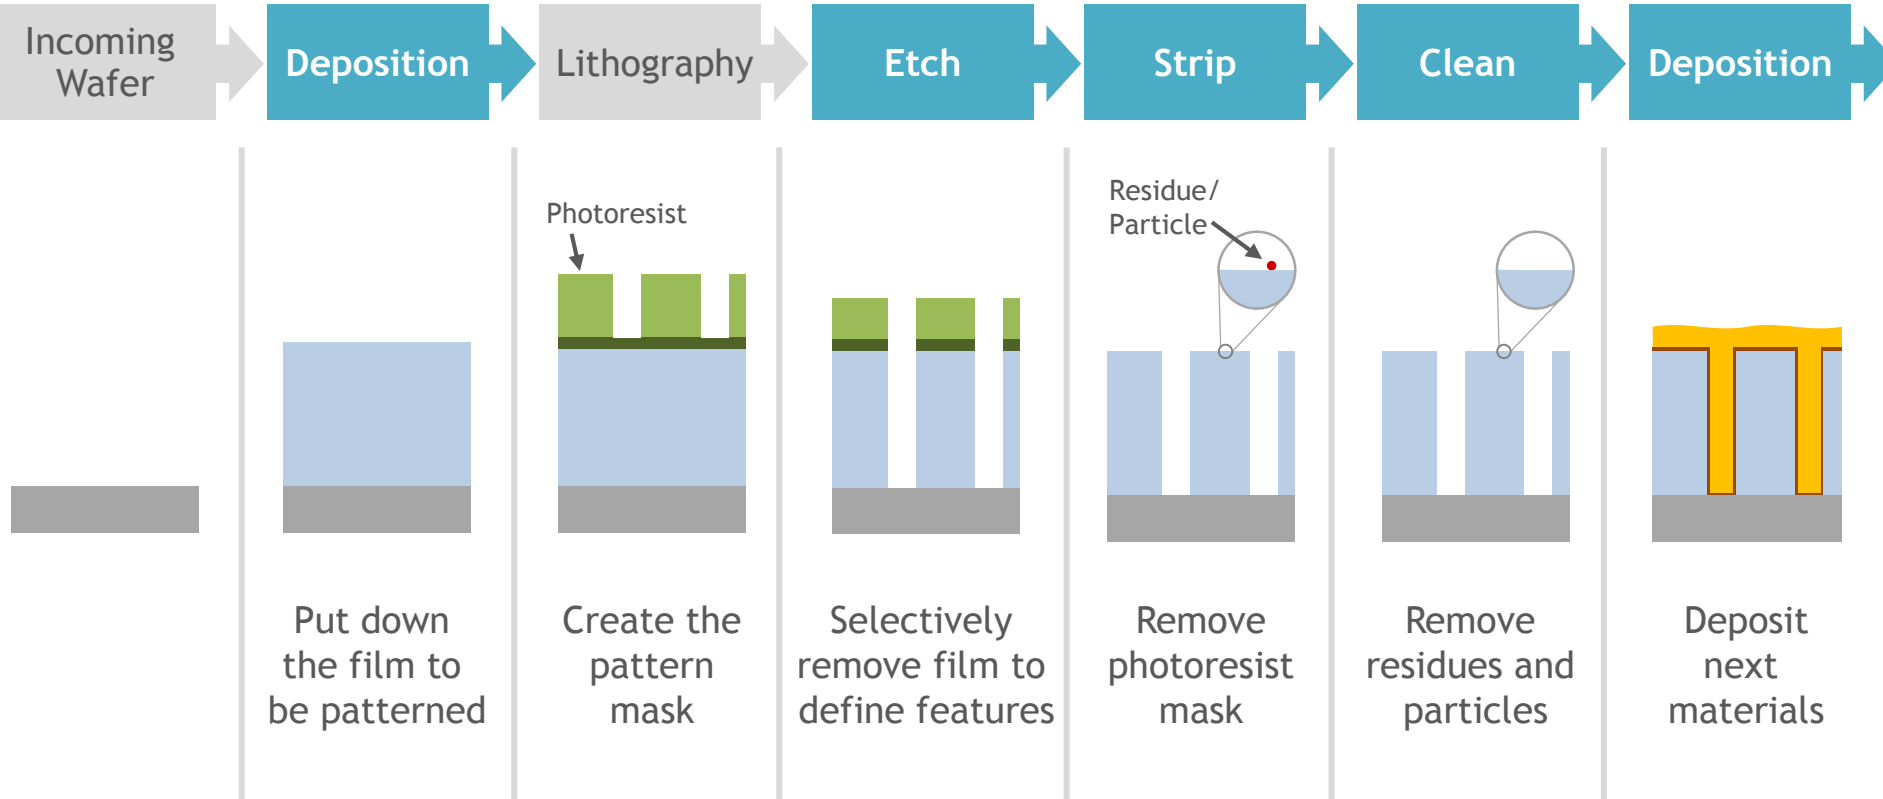 Incoming
Wafer
Deposition
Lithography
Etch
Strip
Clean
Deposition
Photoresist
Residue/
Particle
Put down
the film to
be patterned
Create the
pattern
mask
Selectively
remove film to
define features
Remove
photoresist
mask
Remove
residues and
particles
Deposit
next
materials